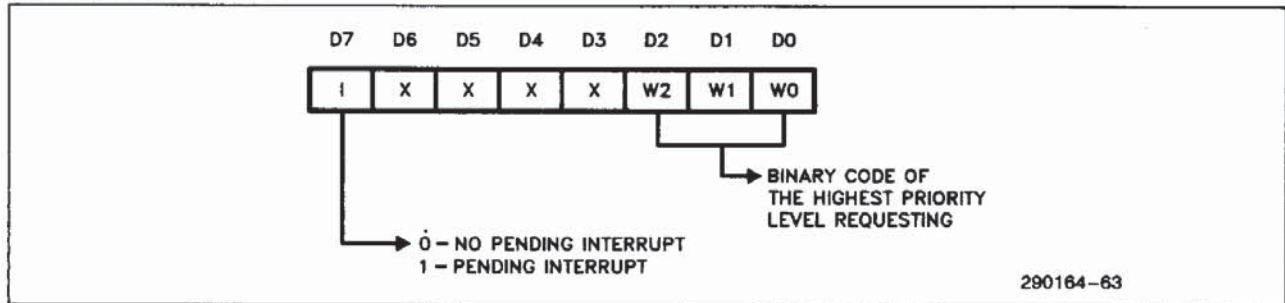 D7 D6 D5 D4 D3 D2 D1 D0
I X X X X W2 W1 W0
BINARY CODE OF
THE HIGHEST PRIORITY
LEVEL REQUESTING
0 – NO PENDING INTERRUPT
1 – PENDING INTERRUPT
290164–63